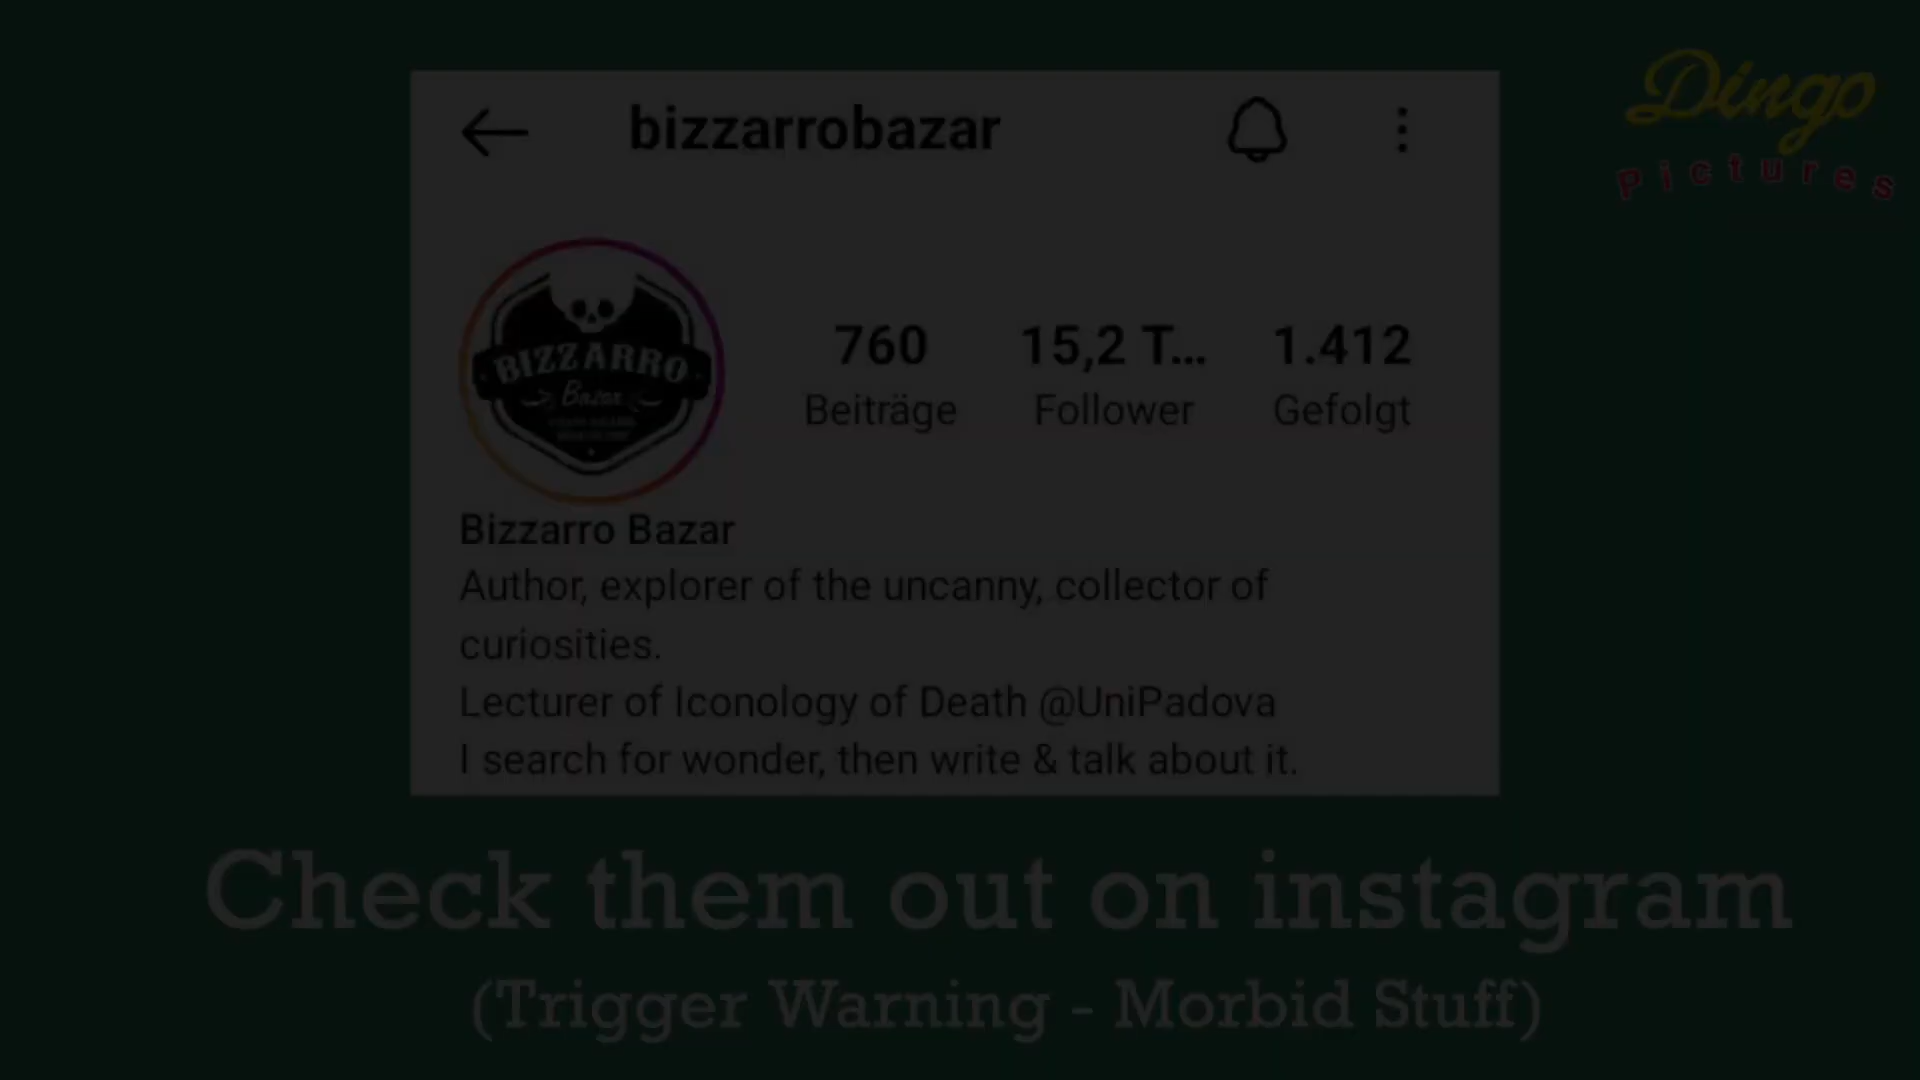 Dingo
Pictures
bizzarrobazar
BIZZARRO
Bazar
760
15,2 T...
1.412
Beiträge
Follower
Gefolgt
Bizzarro Bazar
Author, explorer of the uncanny, collector of
curiosities.
Lecturer of Iconology of Death @UniPadova
I search for wonder, then write & talk about it.
Check them out on instagram
(Trigger Warning - Morbid Stuff)